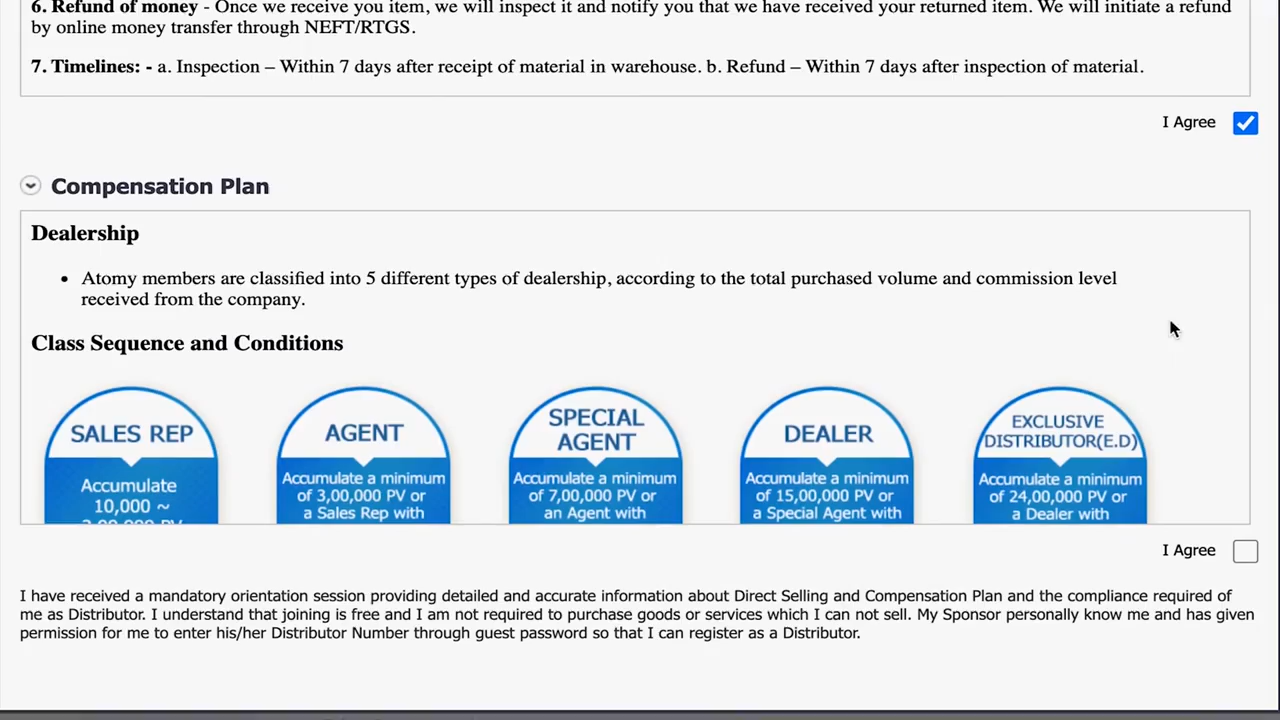 6. Refund of money - Once we receive you item, we will inspect it and notify you that we have received your returned item. We will initiate a refund
by online money transfer through NEFT/RTGS.
7. Timelines: - a. Inspection – Within 7 days after receipt of material in warehouse. b. Refund – Within 7 days after inspection of material.
I Agree
Compensation Plan
Dealership
• Atomy members are classified into 5 different types of dealership, according to the total purchased volume and commission level
received from the company.
Class Sequence and Conditions
SALES REP
Accumulate
10,000 ~
AGENT
Accumulate a minimum
of 3,00,000 PV or
a Sales Rep with
SPECIAL
AGENT
Accumulate a minimum
of 7,00,000 PV or
an Agent with
DEALER
Accumulate a minimum
of 15,00,000 PV or
a Special Agent with
EXCLUSIVE
DISTRIBUTOR(E.D)
Accumulate a minimum
of 24,00,000 PV or
a Dealer with
I Agree
I have received a mandatory orientation session providing detailed and accurate information about Direct Selling and Compensation Plan and the compliance required of
me as Distributor. I understand that joining is free and I am not required to purchase goods or services which I can not sell. My Sponsor personally know me and has given
permission for me to enter his/her Distributor Number through guest password so that I can register as a Distributor.